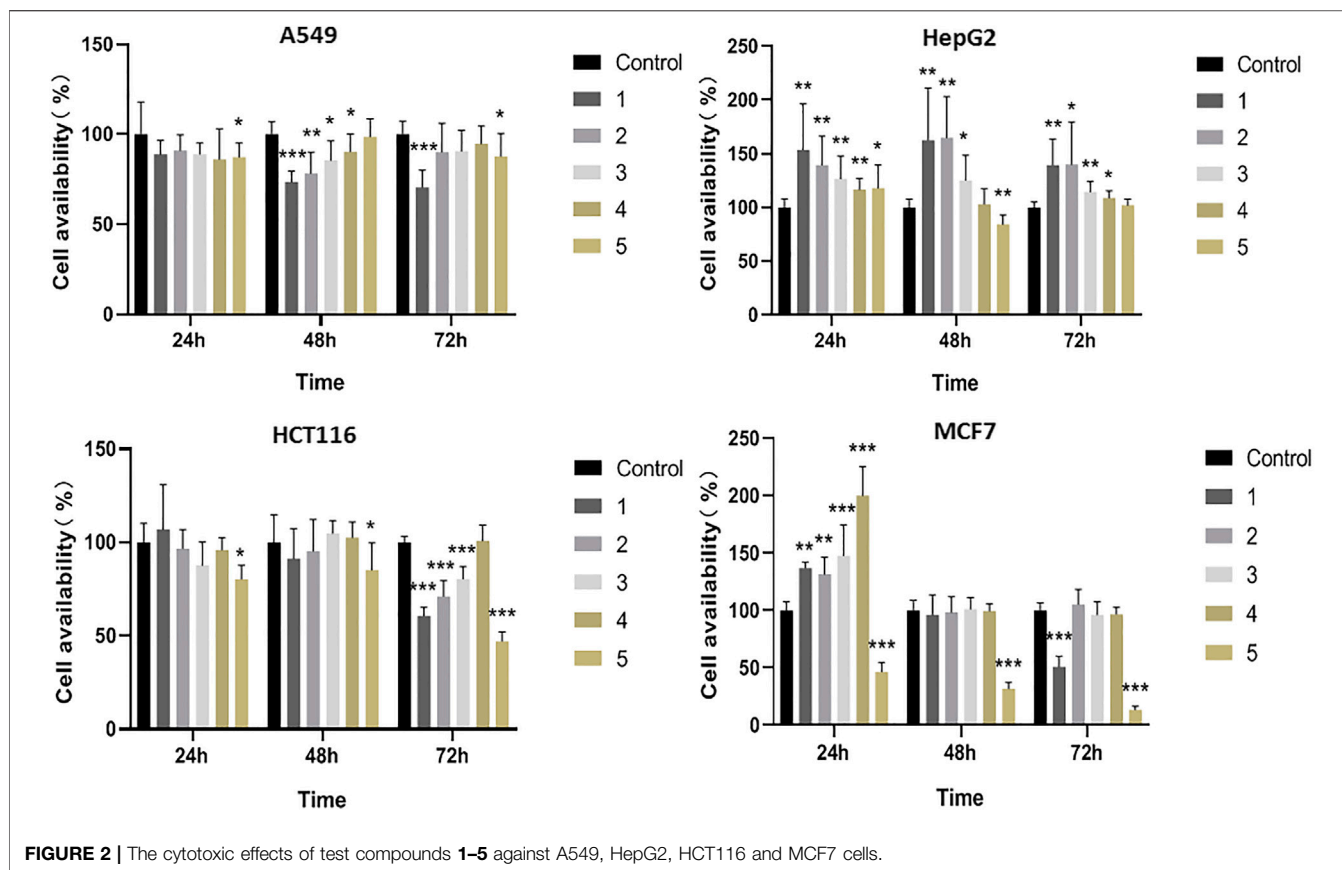 A549
Cell availability( %)
150
100
50
0
*
***
**
*
*
***
*
24h
48h
72h
Time
Control
1
2
3
4
5
HepG2
Cell availability( %)
250
200
150
100
50
0
**
**
**
**
*
**
**
*
**
**
*
**
*
24h
48h
72h
Time
Control
1
2
3
4
5
HCT116
Cell availability( %)
150
100
50
0
*
*
***
***
***
***
24h
48h
72h
Time
Control
1
2
3
4
5
MCF7
Cell availability( %)
250
200
150
100
50
0
**
**
***
***
***
***
***
***
24h
48h
72h
Time
Control
1
2
3
4
5
FIGURE 2 | The cytotoxic effects of test compounds 1–5 against A549, HepG2, HCT116 and MCF7 cells.